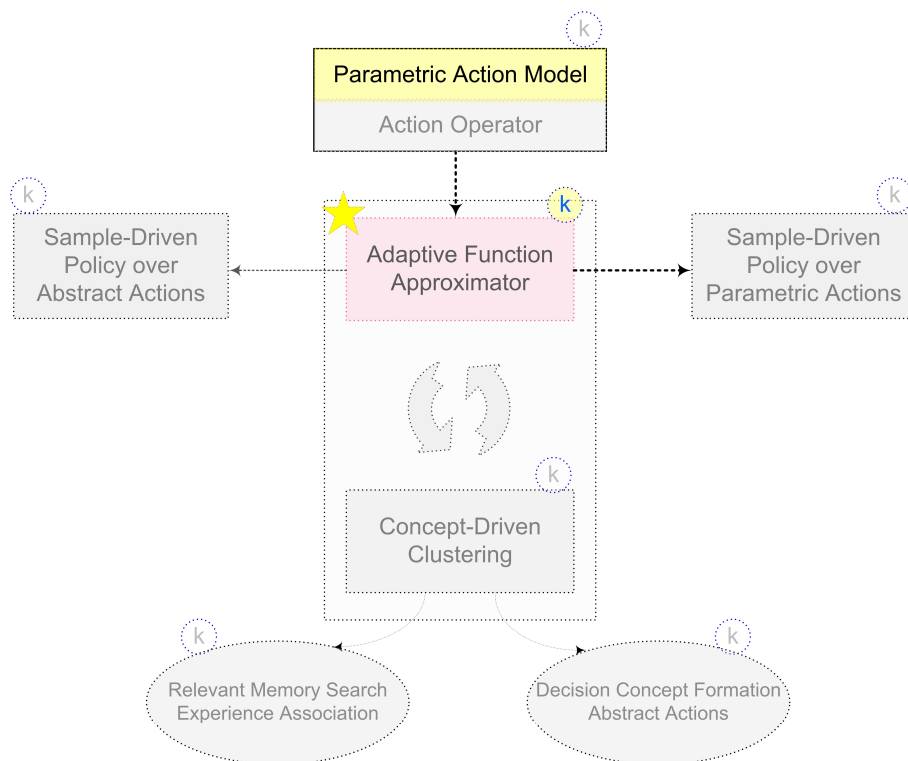 k
Parametric Action Model
Action Operator
k
k
k
Sample-Driven
Policy over
Abstract Actions
Adaptive Function
Approximator
Sample-Driven
Policy over
Parametric Actions
k
Concept-Driven
Clustering
k
k
Relevant Memory Search
Experience Association
Decision Concept Formation
Abstract Actions